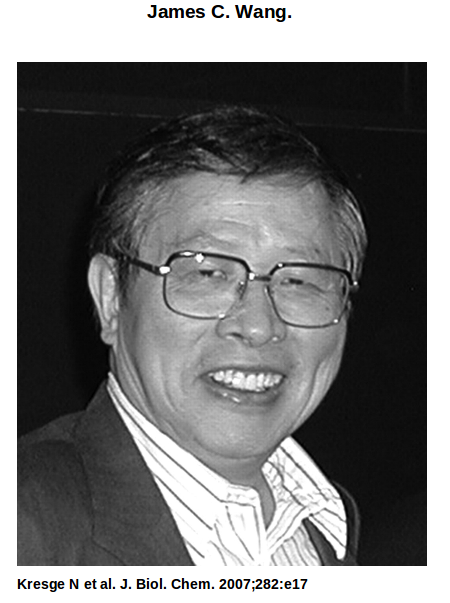 James C. Wang.
Kresge N et al. J. Biol. Chem. 2007;282:e17